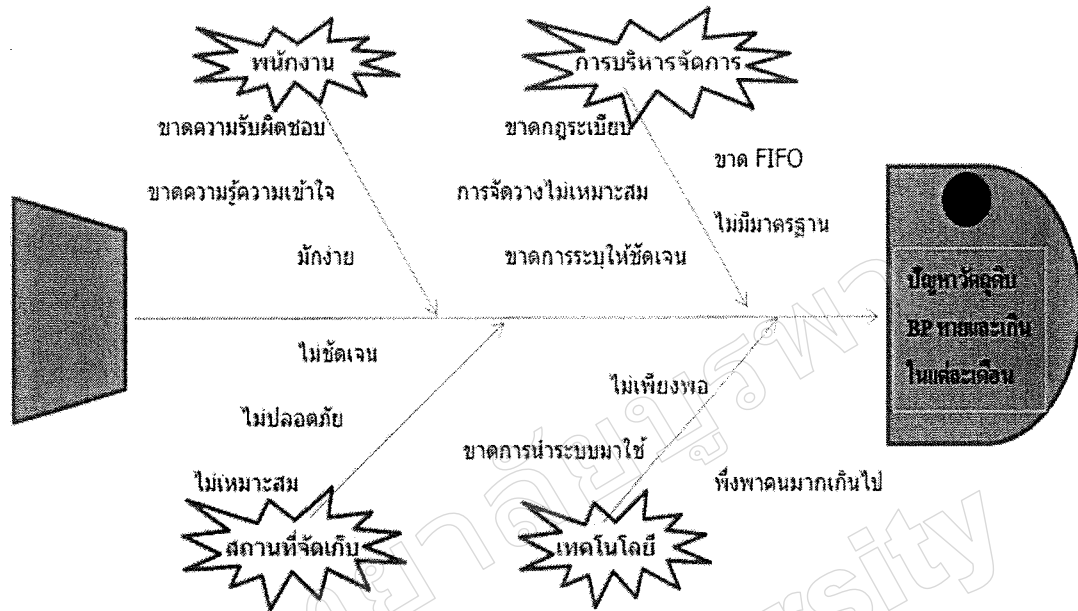 พนักงาน
การบริหารจัดการ
ขาดความรับผิดชอบ
ขาดกฎระเบียบ
ขาด FIFO
ขาดความรู้ความเข้าใจ
การจัดวางไม่เหมาะสม
ไม่มีมาตรฐาน
มักง่าย
ขาดการระบุให้ชัดเจน
ปัญหาวัตถุดิบ
BP หายและเกิน
ในแต่ละเดือน
ไม่ชัดเจน
ไม่เพียงพอ
ไม่ปลอดภัย
ขาดการนำระบบมาใช้
ไม่เหมาะสม
พึ่งพาคนมากเกินไป
สถานที่จัดเก็บ
เทคโนโลยี